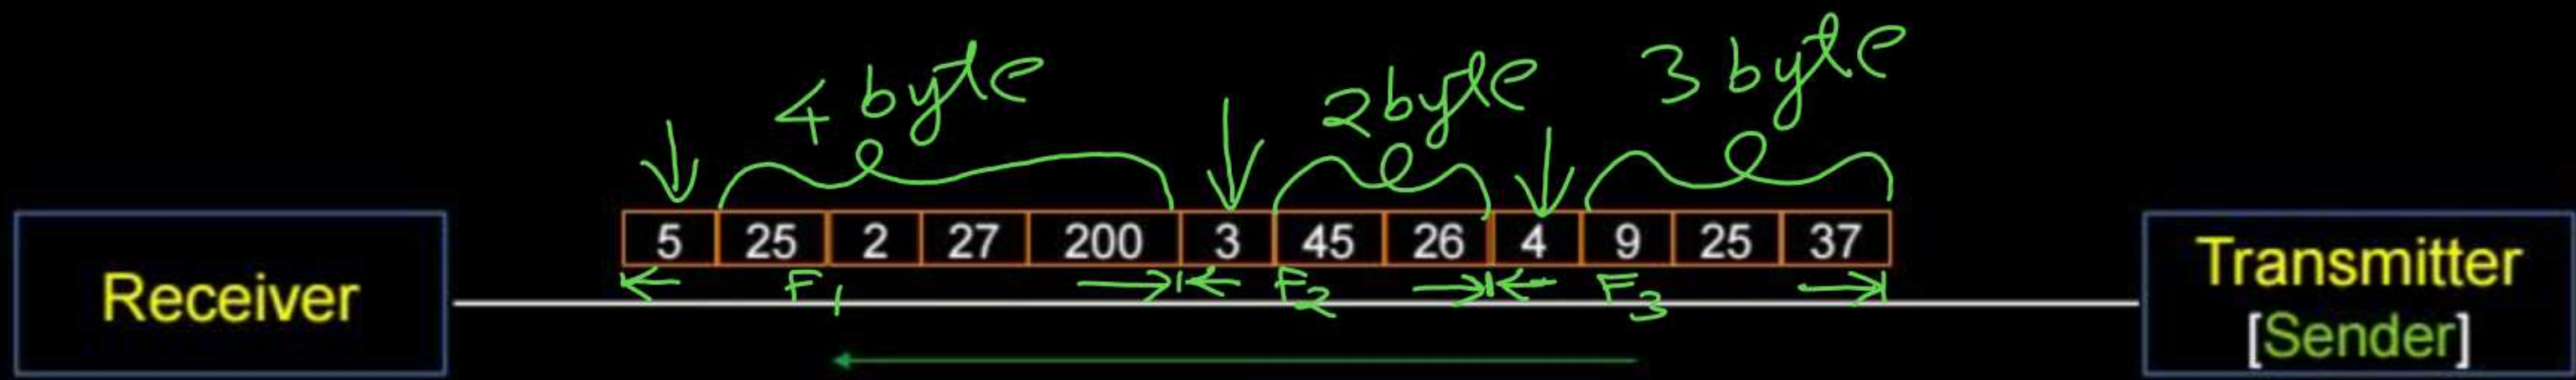 4 byte 2 byte 3 byte
5 25 2 27 200 3 45 26 4 9 25 37
F1 F2 F3
Receiver
Transmitter
[Sender]